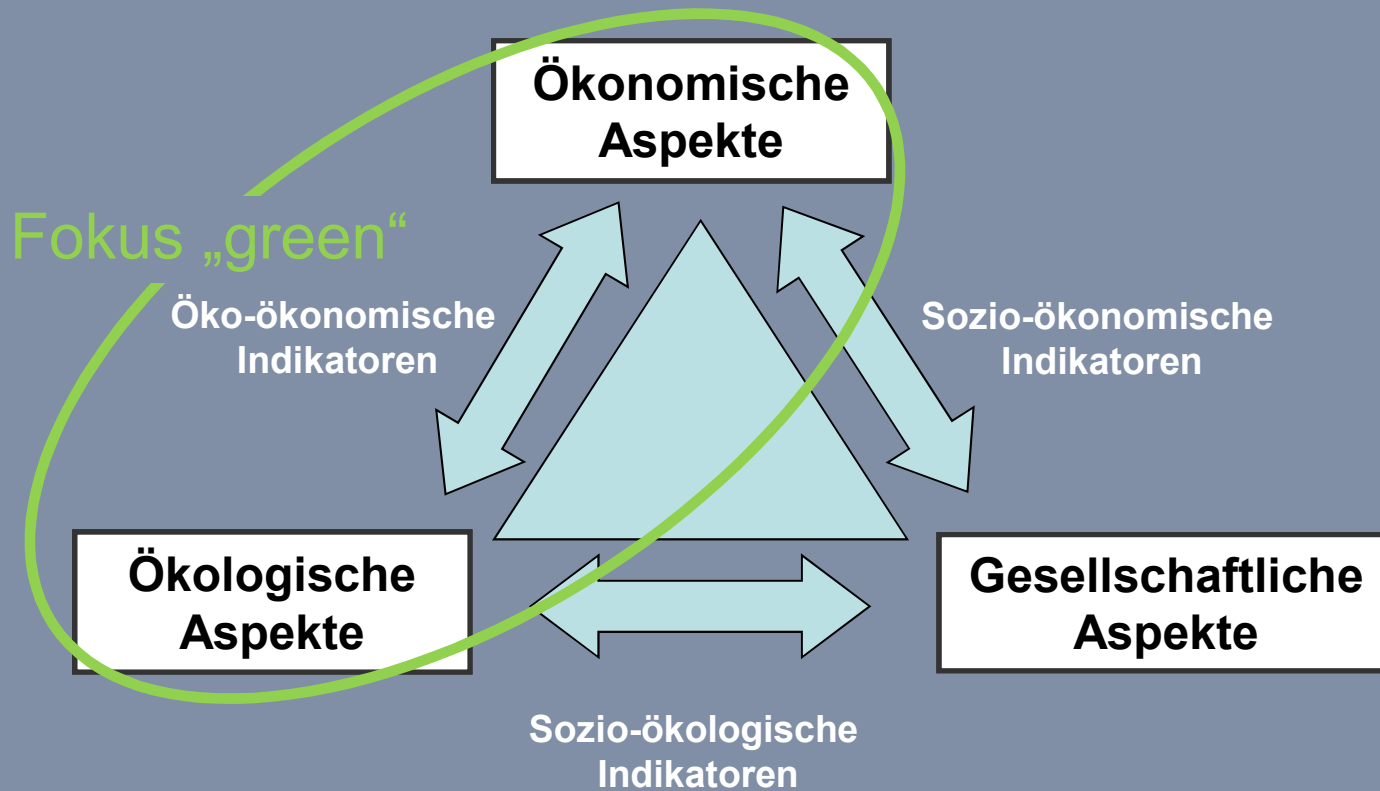 Ökonomische
Aspekte
Fokus „green“
Öko-ökonomische
Indikatoren
Sozio-ökonomische
Indikatoren
Ökologische
Aspekte
Gesellschaftliche
Aspekte
Sozio-ökologische
Indikatoren